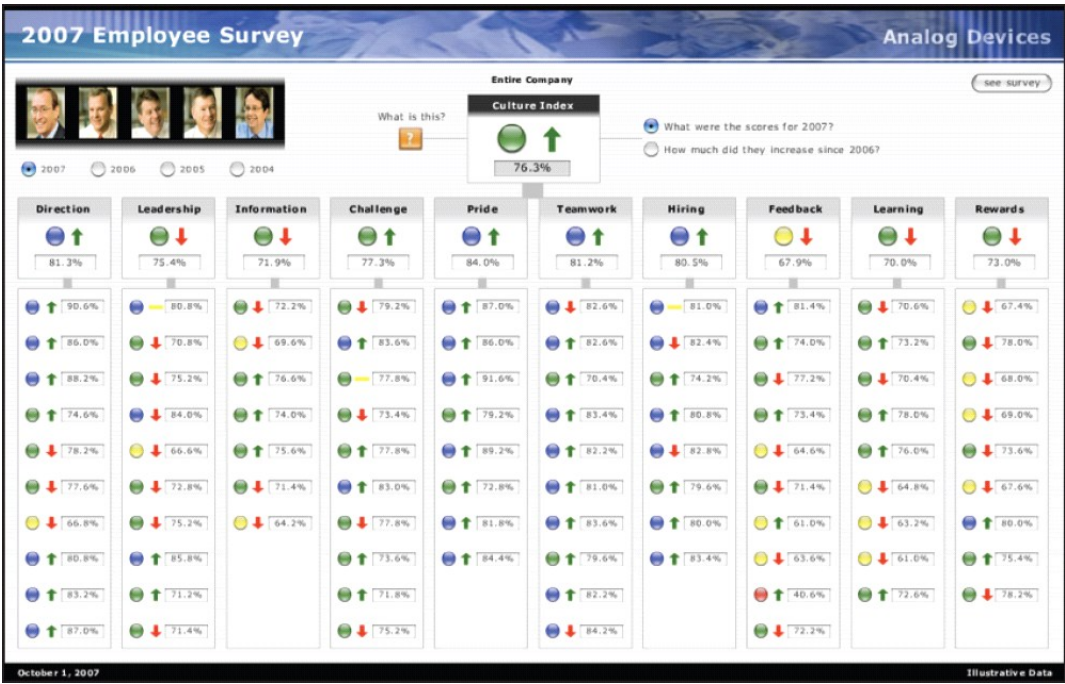 2007 Employee Survey
Analog Devices
Entire Company
see survey
Culture Index
What is this?
?
What were the scores for 2007?
How much did they increase since 2006?
76.3%
2007 2006 2005 2004
Direction Leadership Information Challenge Pride Teamwork Hiring Feedback Learning Rewards
81.3% 75.4% 71.9% 77.3% 84.0% 81.2% 80.5% 67.9% 70.0% 73.0%
90.6% 80.8% 72.2% 79.2% 87.0% 82.6% 81.0% 81.4% 70.6% 67.4%
86.0% 70.8% 69.6% 83.6% 86.0% 82.6% 82.4% 74.0% 73.2% 78.0%
88.2% 75.2% 76.6% 77.8% 91.6% 70.4% 74.2% 77.2% 70.4% 68.0%
74.6% 84.0% 74.0% 73.4% 79.2% 83.4% 80.8% 73.4% 78.0% 69.0%
78.2% 66.6% 75.6% 77.8% 89.2% 82.2% 82.8% 64.6% 76.0% 73.6%
77.6% 72.8% 71.4% 83.0% 72.8% 81.0% 79.6% 71.4% 64.8% 67.6%
66.8% 75.2% 64.2% 77.8% 81.8% 83.6% 80.0% 61.0% 63.2% 80.0%
80.8% 85.8% 73.6% 84.4% 79.6% 83.4% 63.6% 61.0% 75.4%
83.2% 71.2% 71.8% 82.2% 40.6% 72.6% 78.2%
87.0% 71.4% 75.2% 84.2% 72.2%
October 1, 2007
Illustrative Data